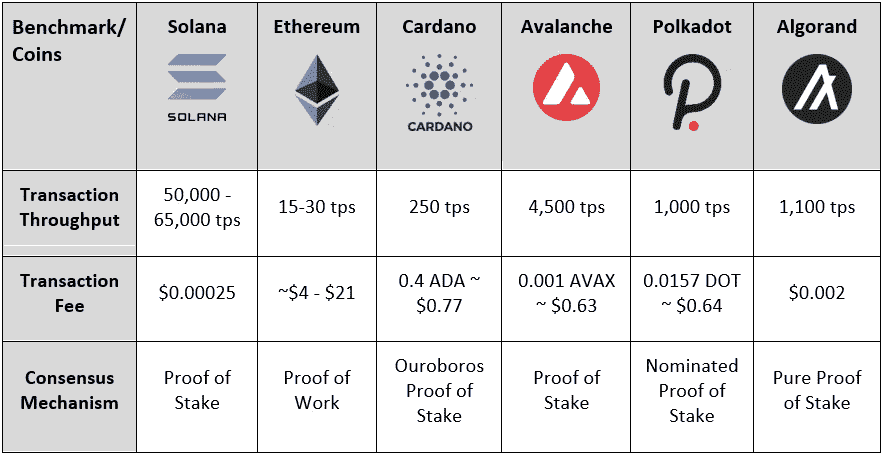 Benchmark/ Solana Ethereum Cardano Avalanche Polkadot Algorand
Coins
SOLANA
CARDANO
Transaction
Throughput
50,000 -
65,000 tps
15-30 tps
250 tps
4,500 tps
1,000 tps
1,100 tps
Transaction
Fee
$0.00025
~$4 - $21
0.4 ADA ~
$0.77
0.001 AVAX
~ $0.63
0.0157 DOT
~ $0.64
$0.002
Consensus
Mechanism
Proof of
Stake
Proof of
Work
Ouroboros
Proof of
Stake
Proof of
Stake
Nominated
Proof of
Stake
Pure Proof
of Stake